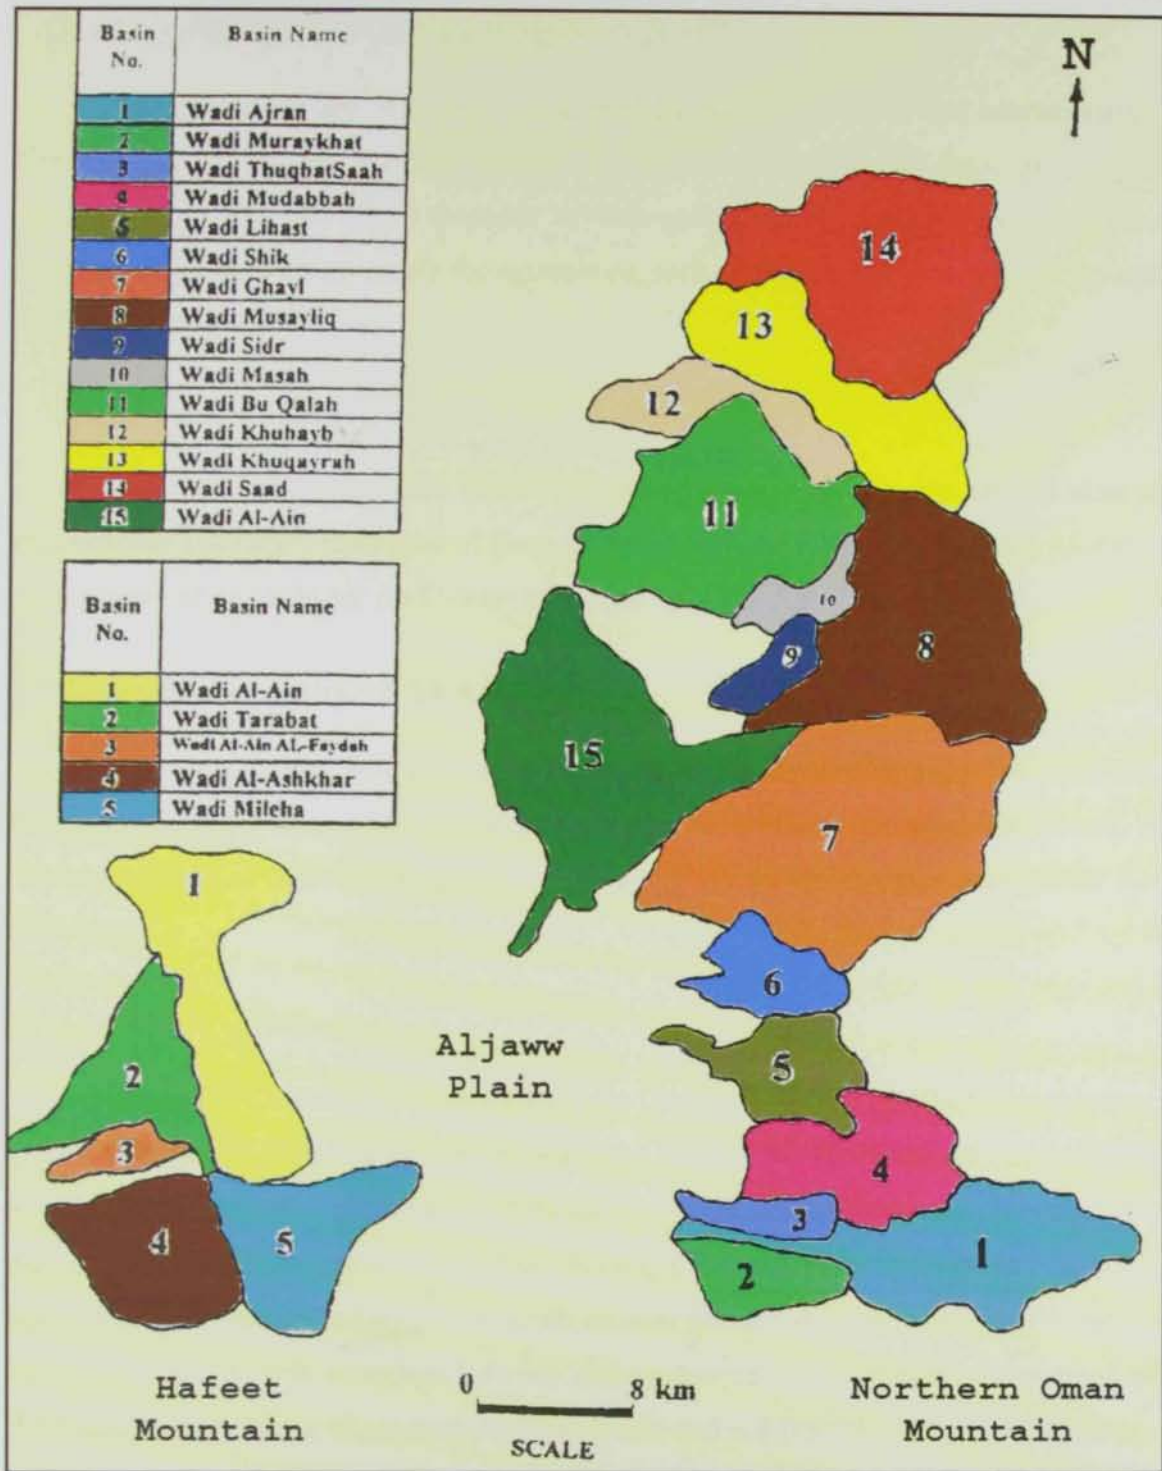 Basin No. Basin Name
1 Wadi Ajran
2 Wadi Muraykhat
3 Wadi ThuqbatSaah
4 Wadi Mudabbah
5 Wadi Lihast
6 Wadi Shik
7 Wadi Ghayl
8 Wadi Musayliq
9 Wadi Sidr
10 Wadi Masah
11 Wadi Bu Qalah
12 Wadi Khuhayb
13 Wadi Khuqayrah
14 Wadi Saad
15 Wadi Al-Ain
Basin No. Basin Name
1 Wadi Al-Ain
2 Wadi Tarabat
3 Wadi Al-Ain AL-Faydah
4 Wadi Al-Ashkhar
5 Wadi Mileha
N
14
13
12
11
10
9
8
15
7
6
5
4
3
2
1
1
2
3
4
5
Aljaww
Plain
Hafeet
Mountain
0 8 km
SCALE
Northern Oman
Mountain